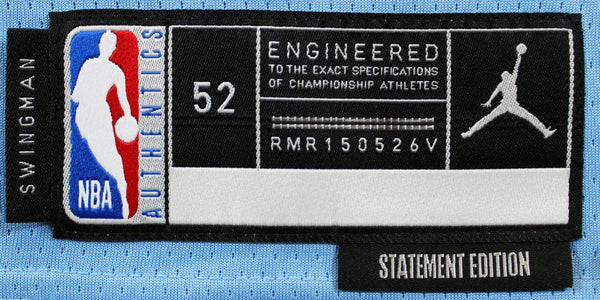 SWINGMAN
NBA
AUTHENTICS
52
ENGINEERED
TO THE EXACT SPECIFICATIONS
OF CHAMPIONSHIP ATHLETES
RMR150526V
STATEMENT EDITION